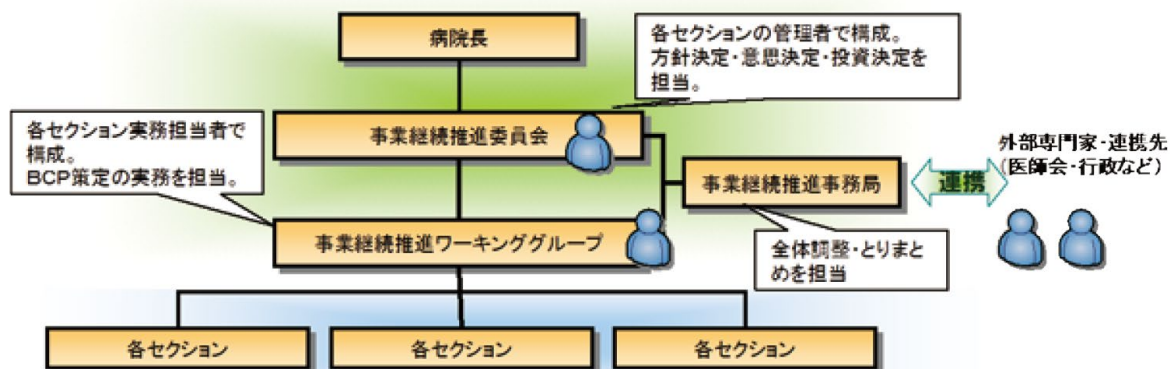 病院長
各セクションの管理者で構成。
方針決定・意思決定・投資決定を
担当。
各セクション実務担当者で
構成。
BCP策定の実務を担当。
事業継続推進委員会
外部専門家・連携先
(医師会・行政など)
事業継続推進事務局
連携
事業継続推進ワーキンググループ
全体調整・とりまと
めを担当
各セクション
各セクション
各セクション